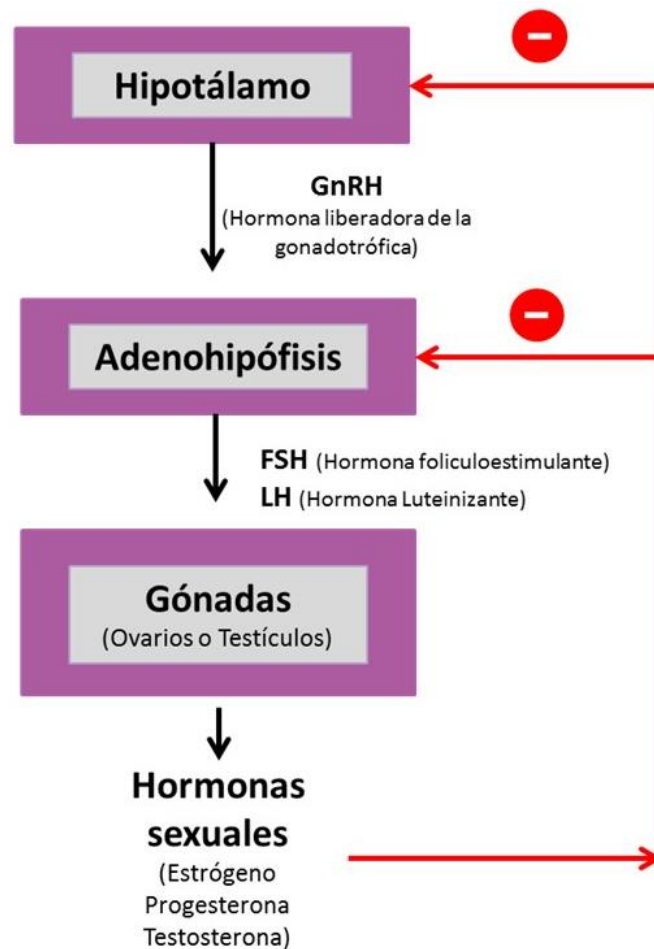 Hipotálamo
GnRH
(Hormona liberadora de la
gonadotrófica)
Adenohipófisis
FSH (Hormona foliculoestimulante)
LH (Hormona Luteinizante)
Gónadas
(Ovarios o Testículos)
Hormonas
sexuales
(Estrógeno
Progesterona
Testosterona)